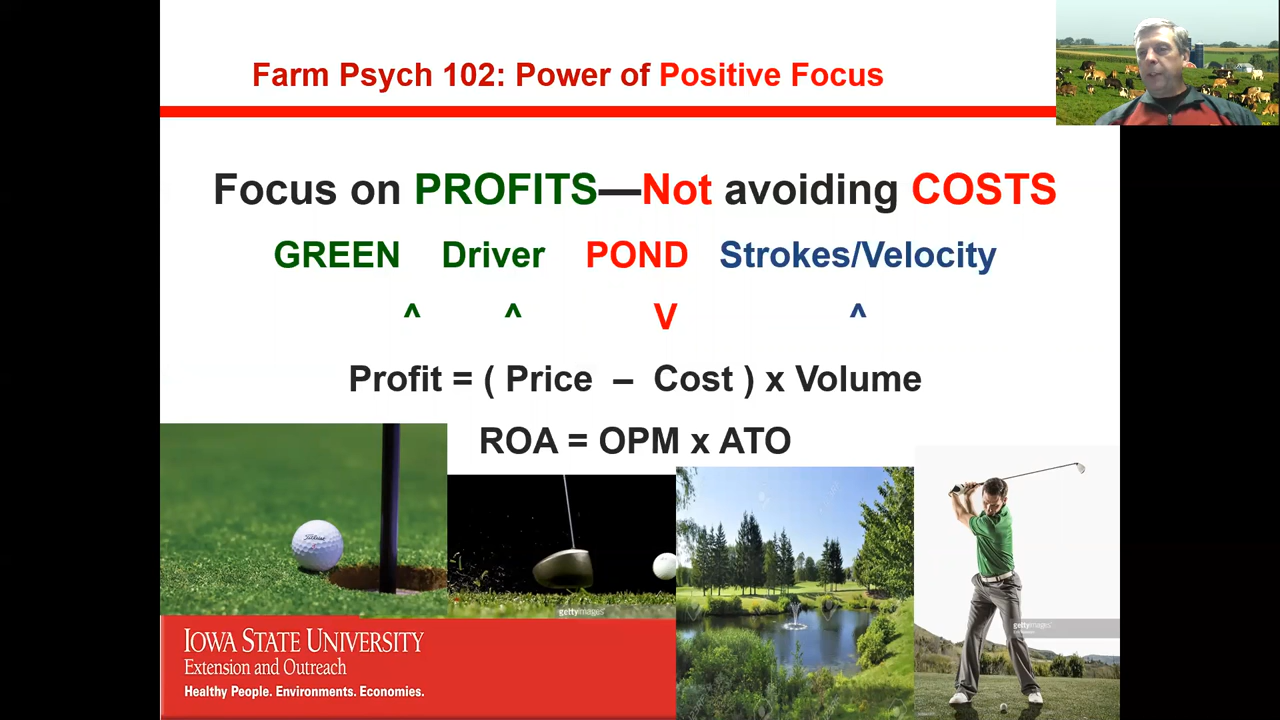 Farm Psych 102: Power of Positive Focus
Focus on PROFITS—Not avoiding COSTS
GREEN Driver POND Strokes/Velocity
^ ^ V ^
Profit = ( Price – Cost ) x Volume
ROA = OPM x ATO
Titleist
gettyimages
gettyimages
IOWA STATE UNIVERSITY
Extension and Outreach
Healthy People. Environments. Economies.